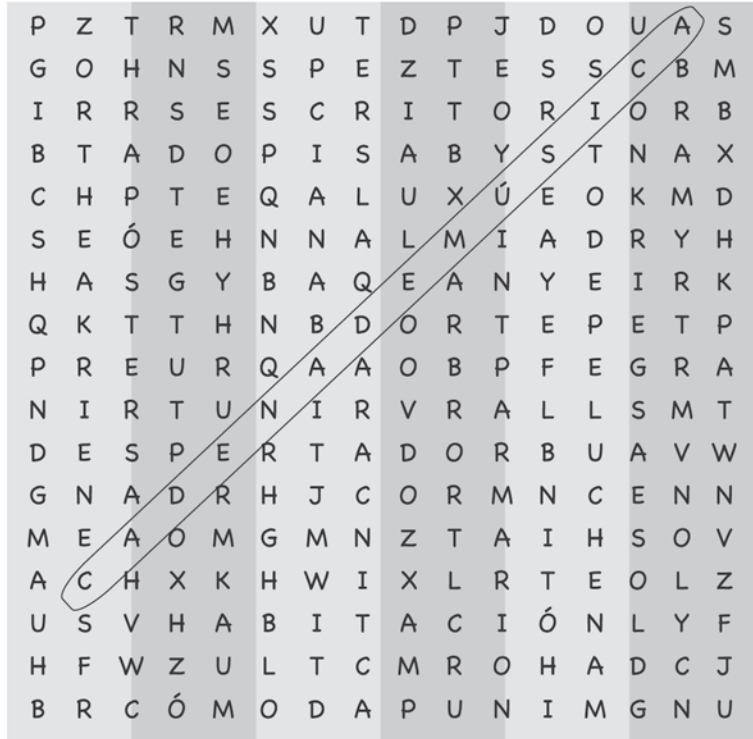 P Z T R M X U T D P J D O U A S
G O H N S S P E Z T E S S C B M
I R R S E S C R I T O R I O R B
B T A D O P I S A B Y S T N A X
C H P T E Q A L U X Ú E O K M D
S E Ó E H N N A L M I A D R Y H
H A S G Y B A Q E A N Y E I R K
Q K T T H N B D O R T E P E T P
P R E U R Q A A O B P F E G R A
N I R T U N I R V R A L L S M T
D E S P E R T A D O R B U A V W
G N A D R H J C O R M N C E N N
M E A O M G M N Z T A I H S O V
A C H X K H W I X L R T E O L Z
U S V H A B I T A C I Ó N L Y F
H F W Z U L T C M R O H A D C J
B R C Ó M O D A P U N I M G N U